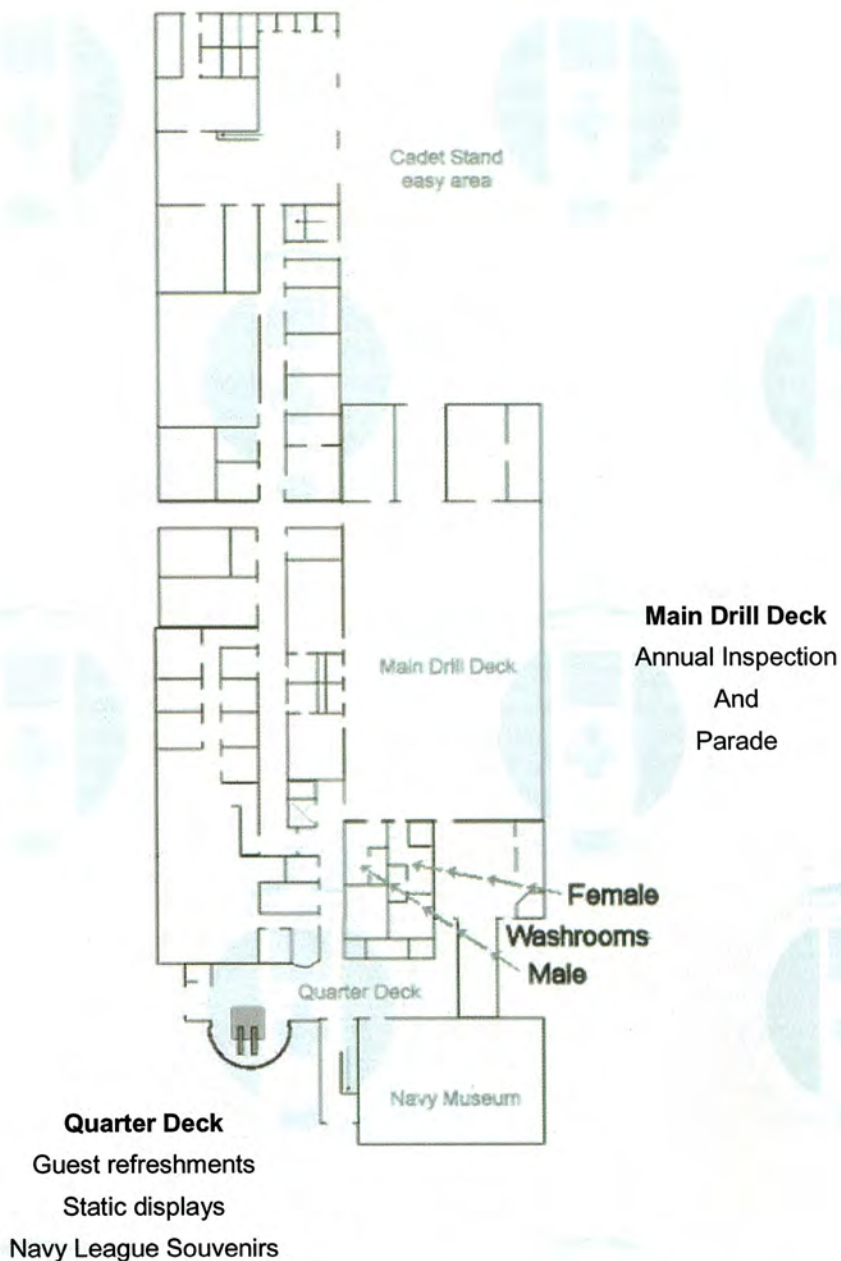 Cadet Stand
easy area
Main Drill Deck
Main Drill Deck
Annual Inspection
And
Parade
Female
Washrooms
Male
Quarter Deck
Navy Museum
Quarter Deck
Guest refreshments
Static displays
Navy League Souvenirs